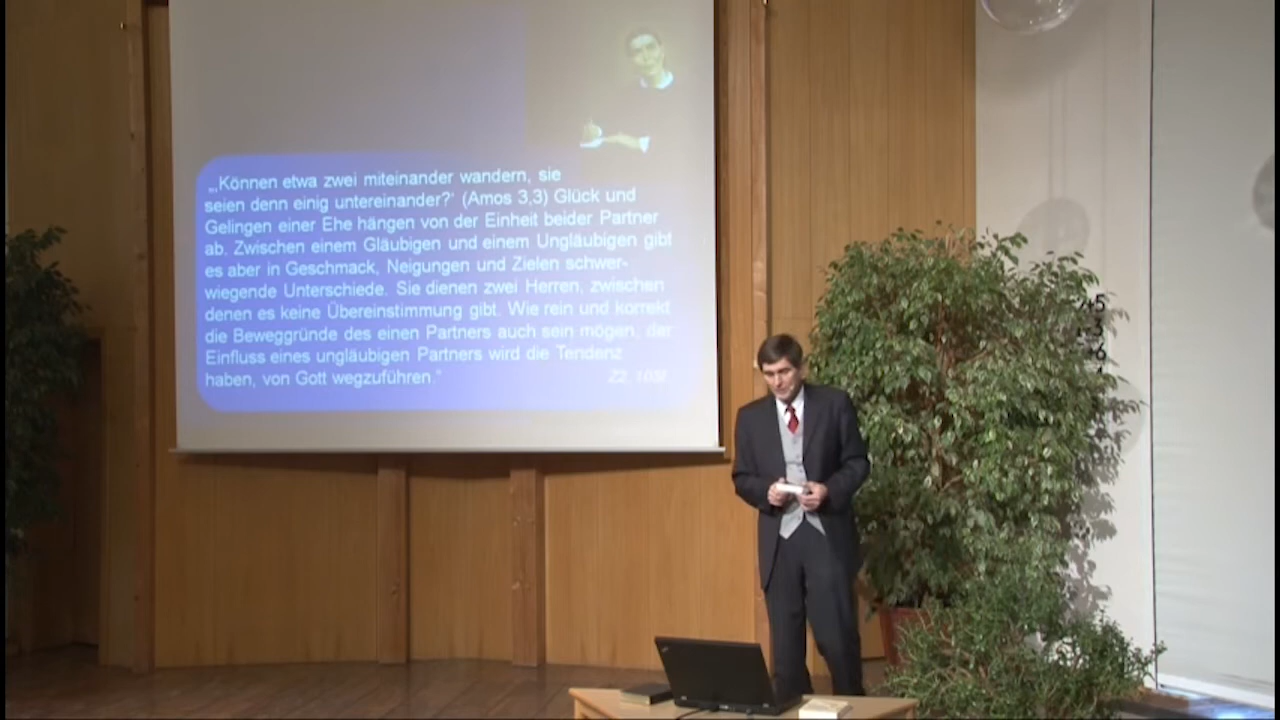 „‚Können etwa zwei miteinander wandern, sie
seien denn einig untereinander?‘ (Amos 3,3) Glück und
Gelingen einer Ehe hängen von der Einheit beider Partner
ab. Zwischen einem Gläubigen und einem Ungläubigen gibt
es aber in Geschmack, Neigungen und Zielen schwer-
wiegende Unterschiede. Sie dienen zwei Herren, zwischen
denen es keine Übereinstimmung gibt. Wie rein und korrekt
die Beweggründe des einen Partners auch sein mögen, der
Einfluss eines ungläubigen Partners wird die Tendenz
haben, von Gott wegzuführen.“